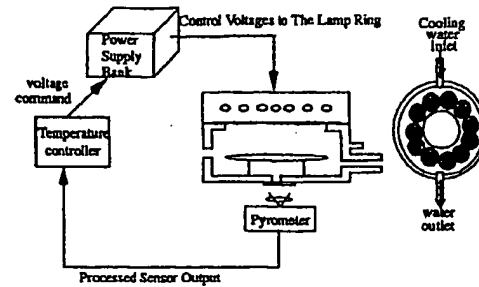 Control Voltages to The Lamp Ring
Power
Supply
Bank
voltage
command
Temperature
controller
Pyrometer
Processed Sensor Output
Cooling
water
inlet
water
outlet